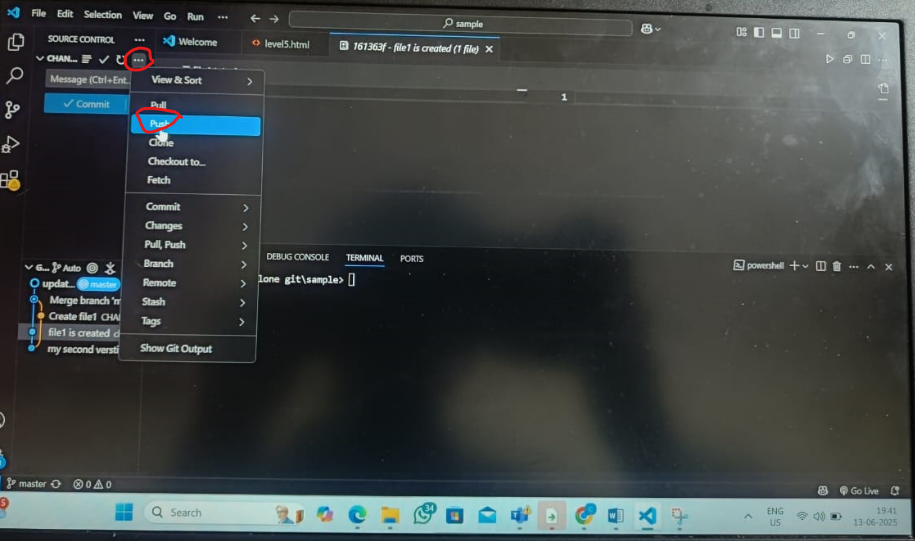 File Edit Selection View Go Run ··· sample
SOURCE CONTROL ··· Welcome level5.html 161363f - file1 is created (1 file)
CHAN...
Message (Ctrl+Ent...
Commit
1
View & Sort
Pull
Push
Clone
Checkout to...
Fetch
Commit
Changes
Pull, Push
Branch
Remote
Stash
Tags
Show Git Output
DEBUG CONSOLE TERMINAL PORTS
powershell
lone git\sample>
G... Auto
updat... master
Merge branch 'm
Create file1 CHA
file1 is created
my second versi
master 0 0
Go Live
Search
34
ENG
US
19:41
13-06-2025